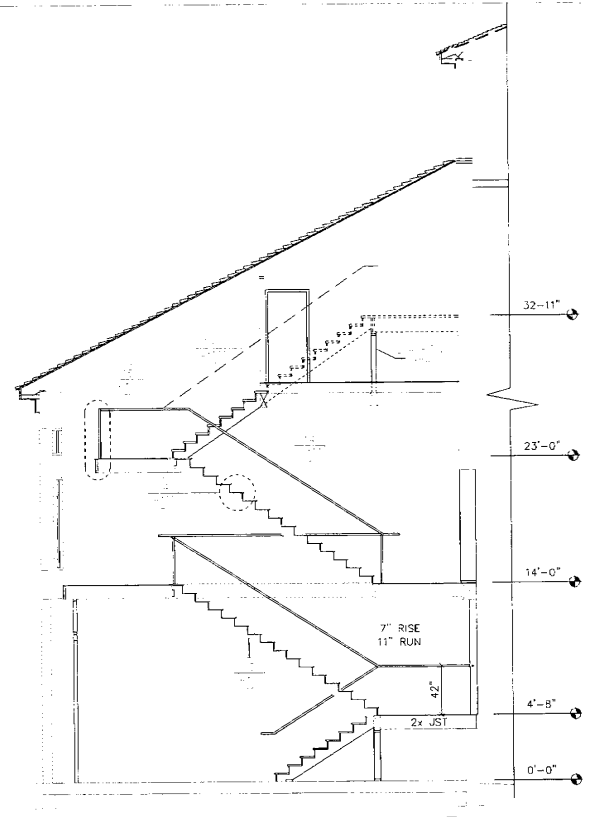 32-11"
23'-0"
14'-0"
7" RISE
11" RUN
42"
4'-8"
2x JST
0'-0"